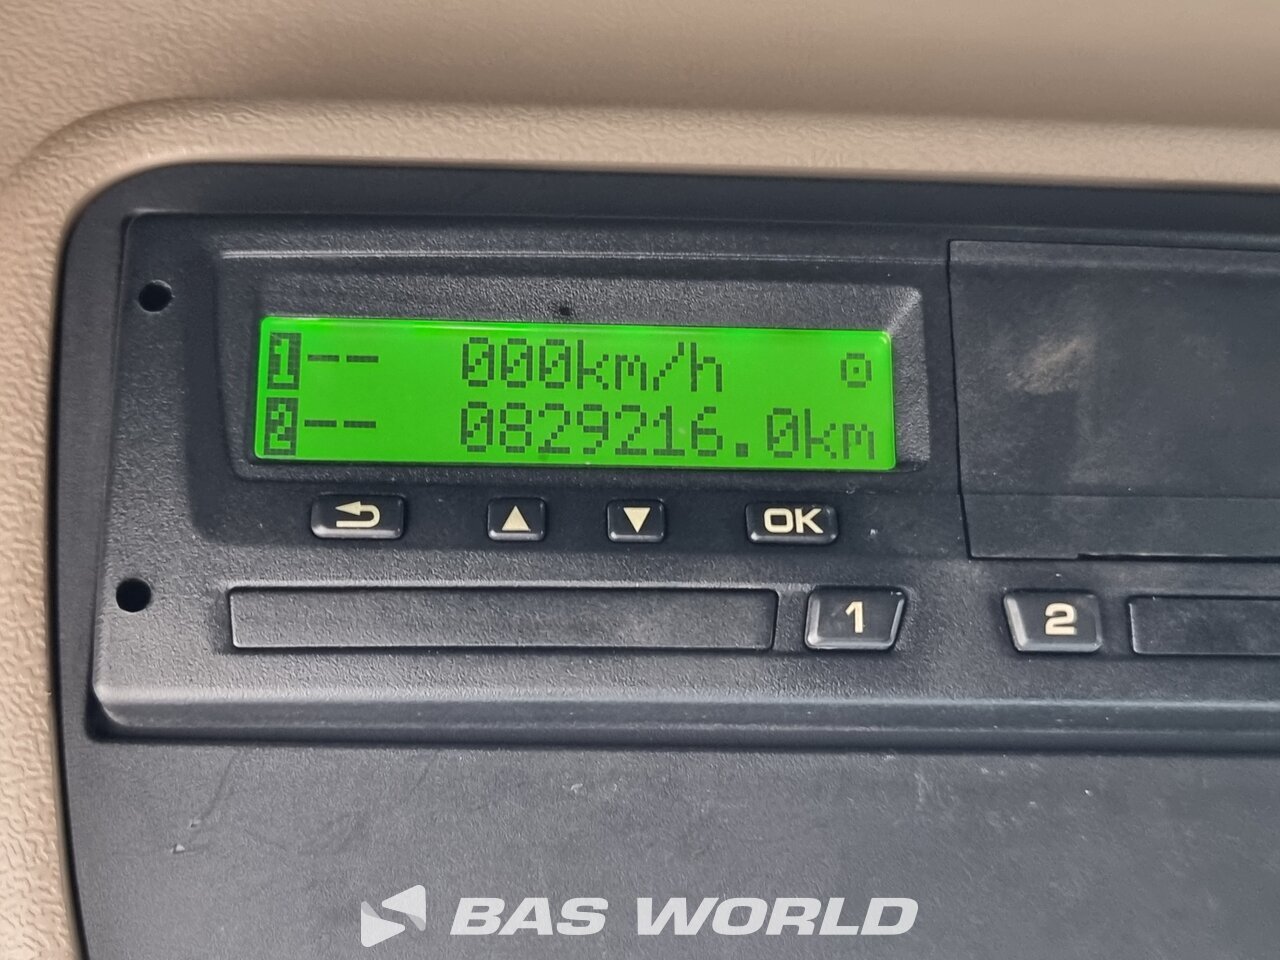 1 -- 000km/h
2 -- 0829216.0km
OK
1 2
BAS WORLD